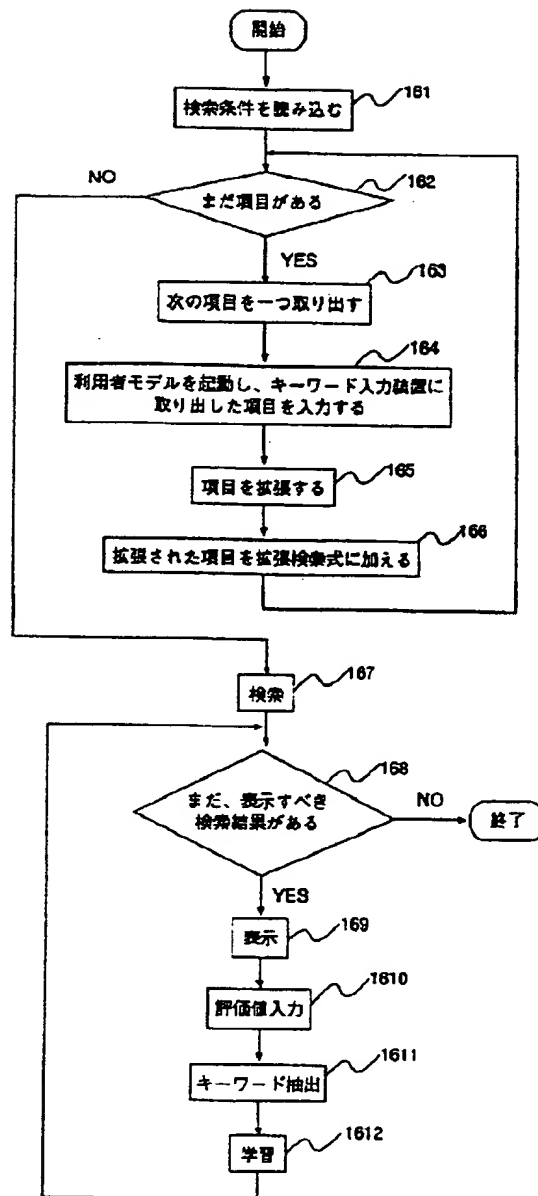 開始
161
検索条件を読み込む
162
NO
まだ項目がある
YES
163
次の項目を一つ取り出す
164
利用者モデルを起動し、キーワード入力装置に
取り出した項目を入力する
165
項目を拡張する
166
拡張された項目を拡張検索式に加える
167
検索
168
まだ、表示すべき
検索結果がある
NO
終了
YES
169
表示
1610
評価値入力
1611
キーワード抽出
1612
学習